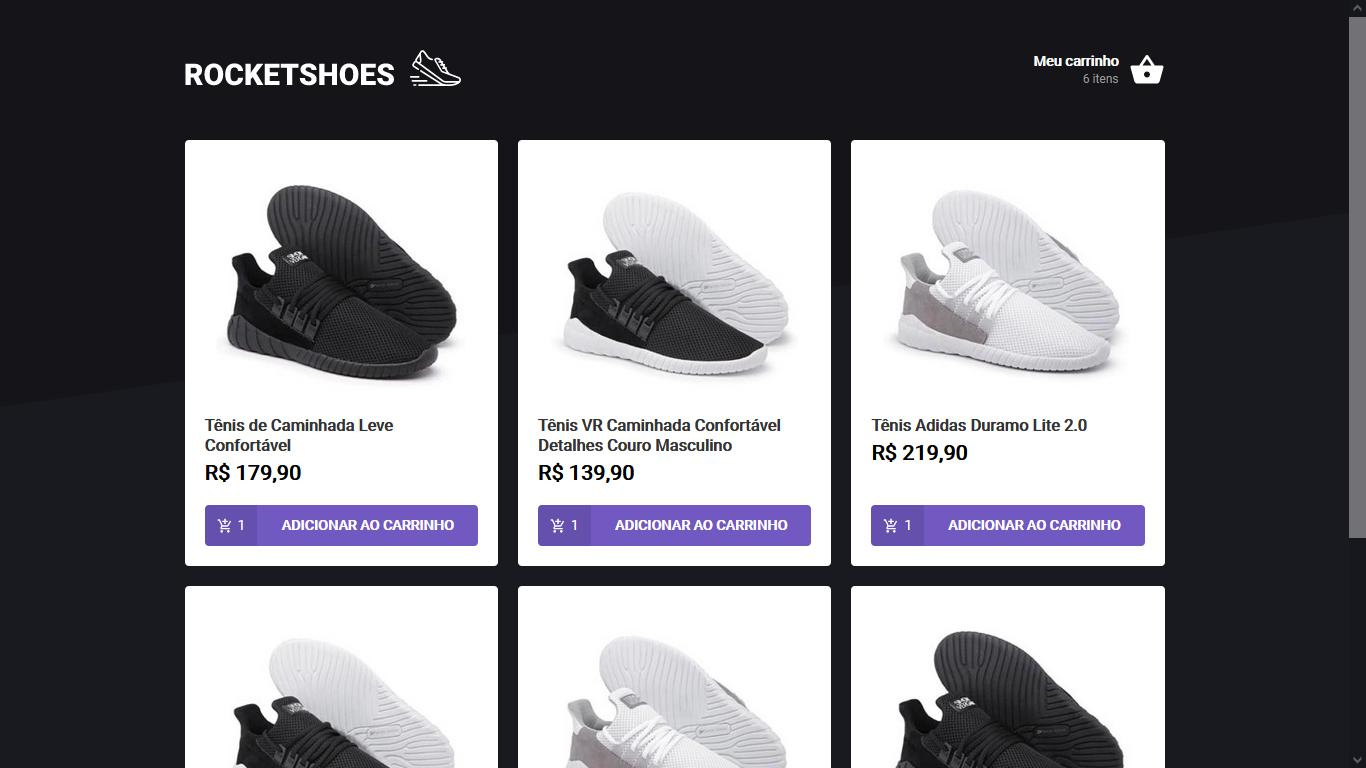 ROCKETSHOES
Meu carrinho
6 itens
Tênis de Caminhada Leve
Confortável
R$ 179,90
1 ADICIONAR AO CARRINHO
Tênis VR Caminhada Confortável
Detalhes Couro Masculino
R$ 139,90
1 ADICIONAR AO CARRINHO
Tênis Adidas Duramo Lite 2.0
R$ 219,90
1 ADICIONAR AO CARRINHO